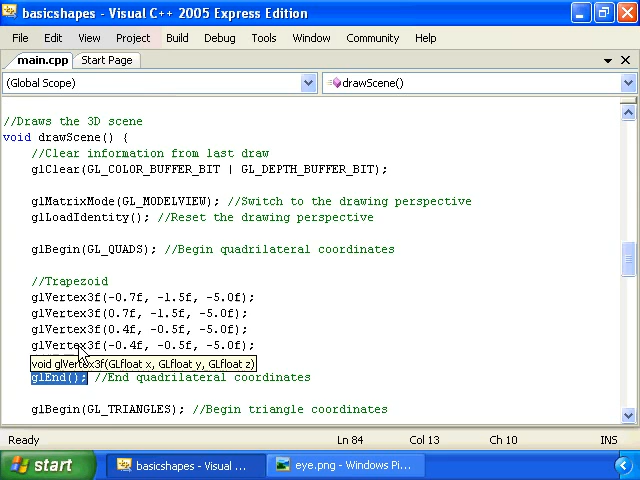 basicshapes - Visual C++ 2005 Express Edition
File Edit View Project Build Debug Tools Window Community Help
main.cpp Start Page
(Global Scope) drawScene()
//Draws the 3D scene
void drawScene() {
//Clear information from last draw
glClear(GL_COLOR_BUFFER_BIT | GL_DEPTH_BUFFER_BIT);
glMatrixMode(GL_MODELVIEW); //Switch to the drawing perspective
glLoadIdentity(); //Reset the drawing perspective
glBegin(GL_QUADS); //Begin quadrilateral coordinates
//Trapezoid
glVertex3f(-0.7f, -1.5f, -5.0f);
glVertex3f(0.7f, -1.5f, -5.0f);
glVertex3f(0.4f, -0.5f, -5.0f);
glVertex3f(-0.4f, -0.5f, -5.0f);
void glVertex3f(GLfloat x, GLfloat y, GLfloat z)
glEnd(); //End quadrilateral coordinates
glBegin(GL_TRIANGLES); //Begin triangle coordinates
Ready Ln 84 Col 13 Ch 10 INS
start basicshapes - Visual ... eye.png - Windows Pi...